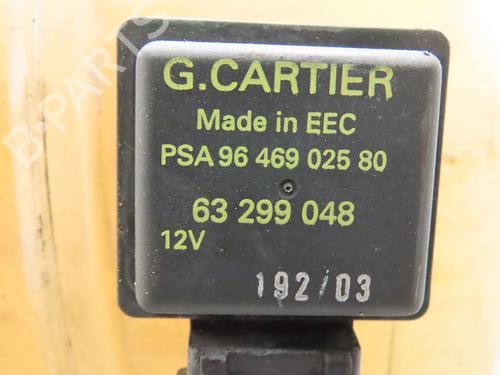 G.CARTIER
Made in EEC
PSA 96 469 025 80
63 299 048
12V
192/03
B-PARTS